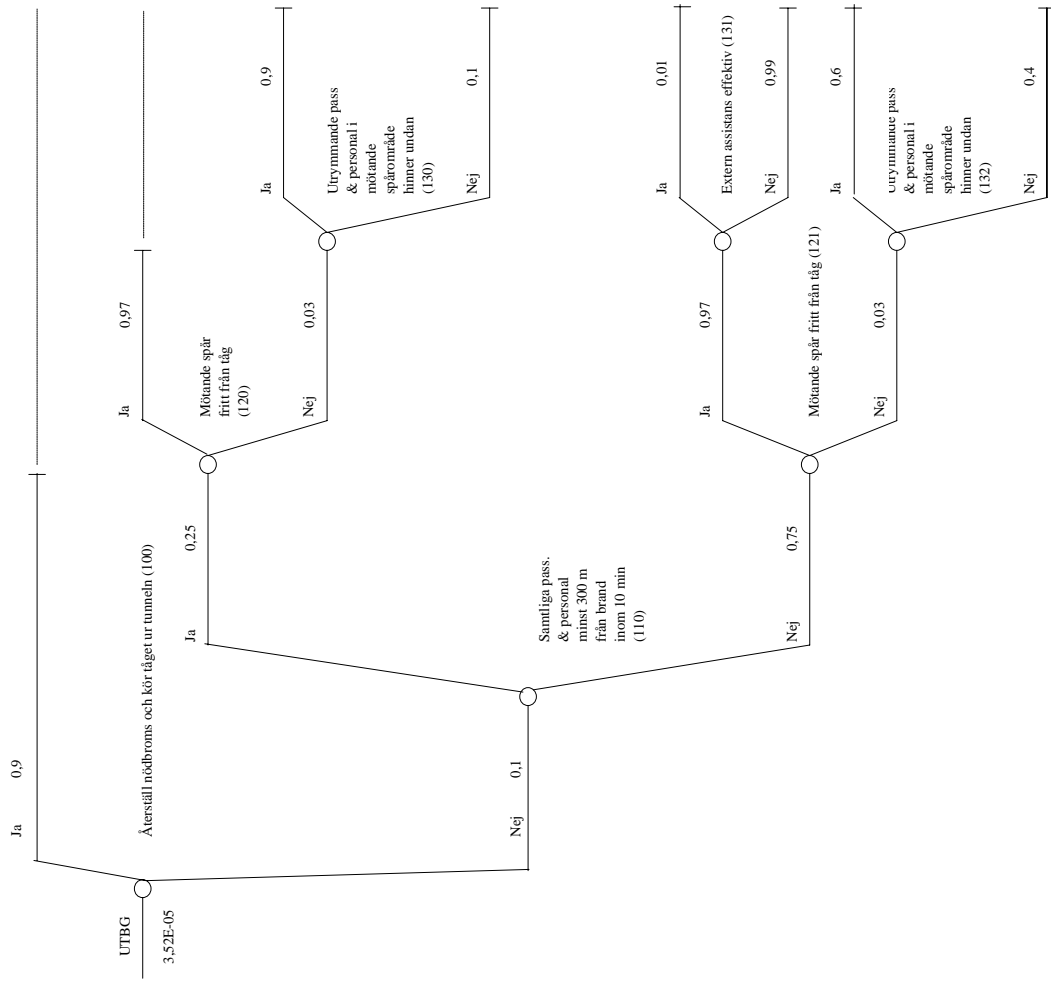 UTBG
3,52E-05
Ja
0,9
Återställ nödbroms och kör tåget ur tunneln (100)
Nej
0,1
Ja
0,25
Samtliga pass.
& personal
minst 300 m
från brand
inom 10 min
(110)
Nej
0,75
Ja
0,97
Mötande spår
fritt från tåg
(120)
Nej
0,03
Ja
0,97
Mötande spår fritt från tåg (121)
Nej
0,03
Ja
0,9
Utrymmande pass
& personal i
mötande
spårområde
hinner undan
(130)
Nej
0,1
Ja
0,01
Extern assistans effektiv (131)
Nej
0,99
Ja
0,6
Utrymmande pass
& personal i
mötande
spårområde
hinner undan
(132)
Nej
0,4